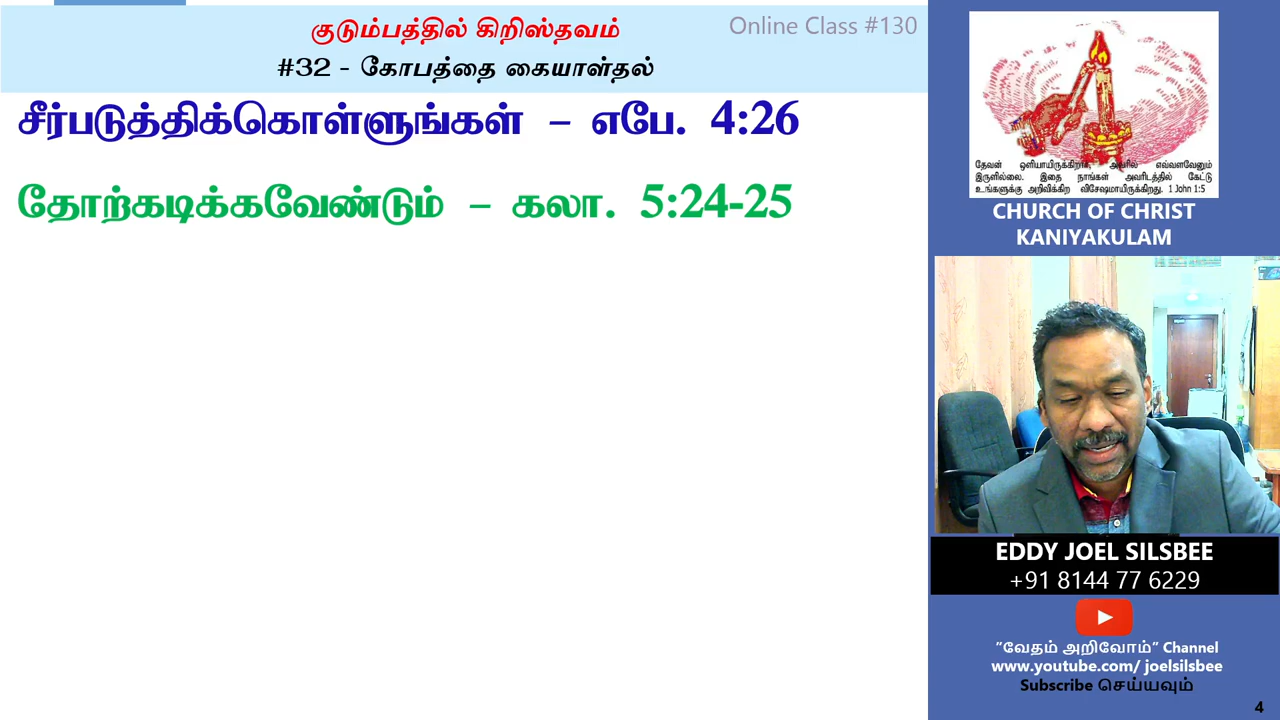 குடும்பத்தில் கிறிஸ்தவம்
Online Class #130
#32 - கோபத்தை கையாள்தல்
சீர்படுத்திக்கொள்ளுங்கள் – எபே. 4:26
தோற்கடிக்கவேண்டும் – கலா. 5:24-25
தேவன் ஒளியாயிருக்கிறார், அவரில் எவ்வளவேனும்
இருளில்லை. இதை நாங்கள் அவரிடத்தில் கேட்டு
உங்களுக்கு அறிவிக்கிற விசேஷமாயிருக்கிறது. 1 John 1:5
CHURCH OF CHRIST
KANIYAKULAM
EDDY JOEL SILSBEE
+91 8144 77 6229
"வேதம் அறிவோம்" Channel
www.youtube.com/ joelsilsbee
Subscribe செய்யவும்
4